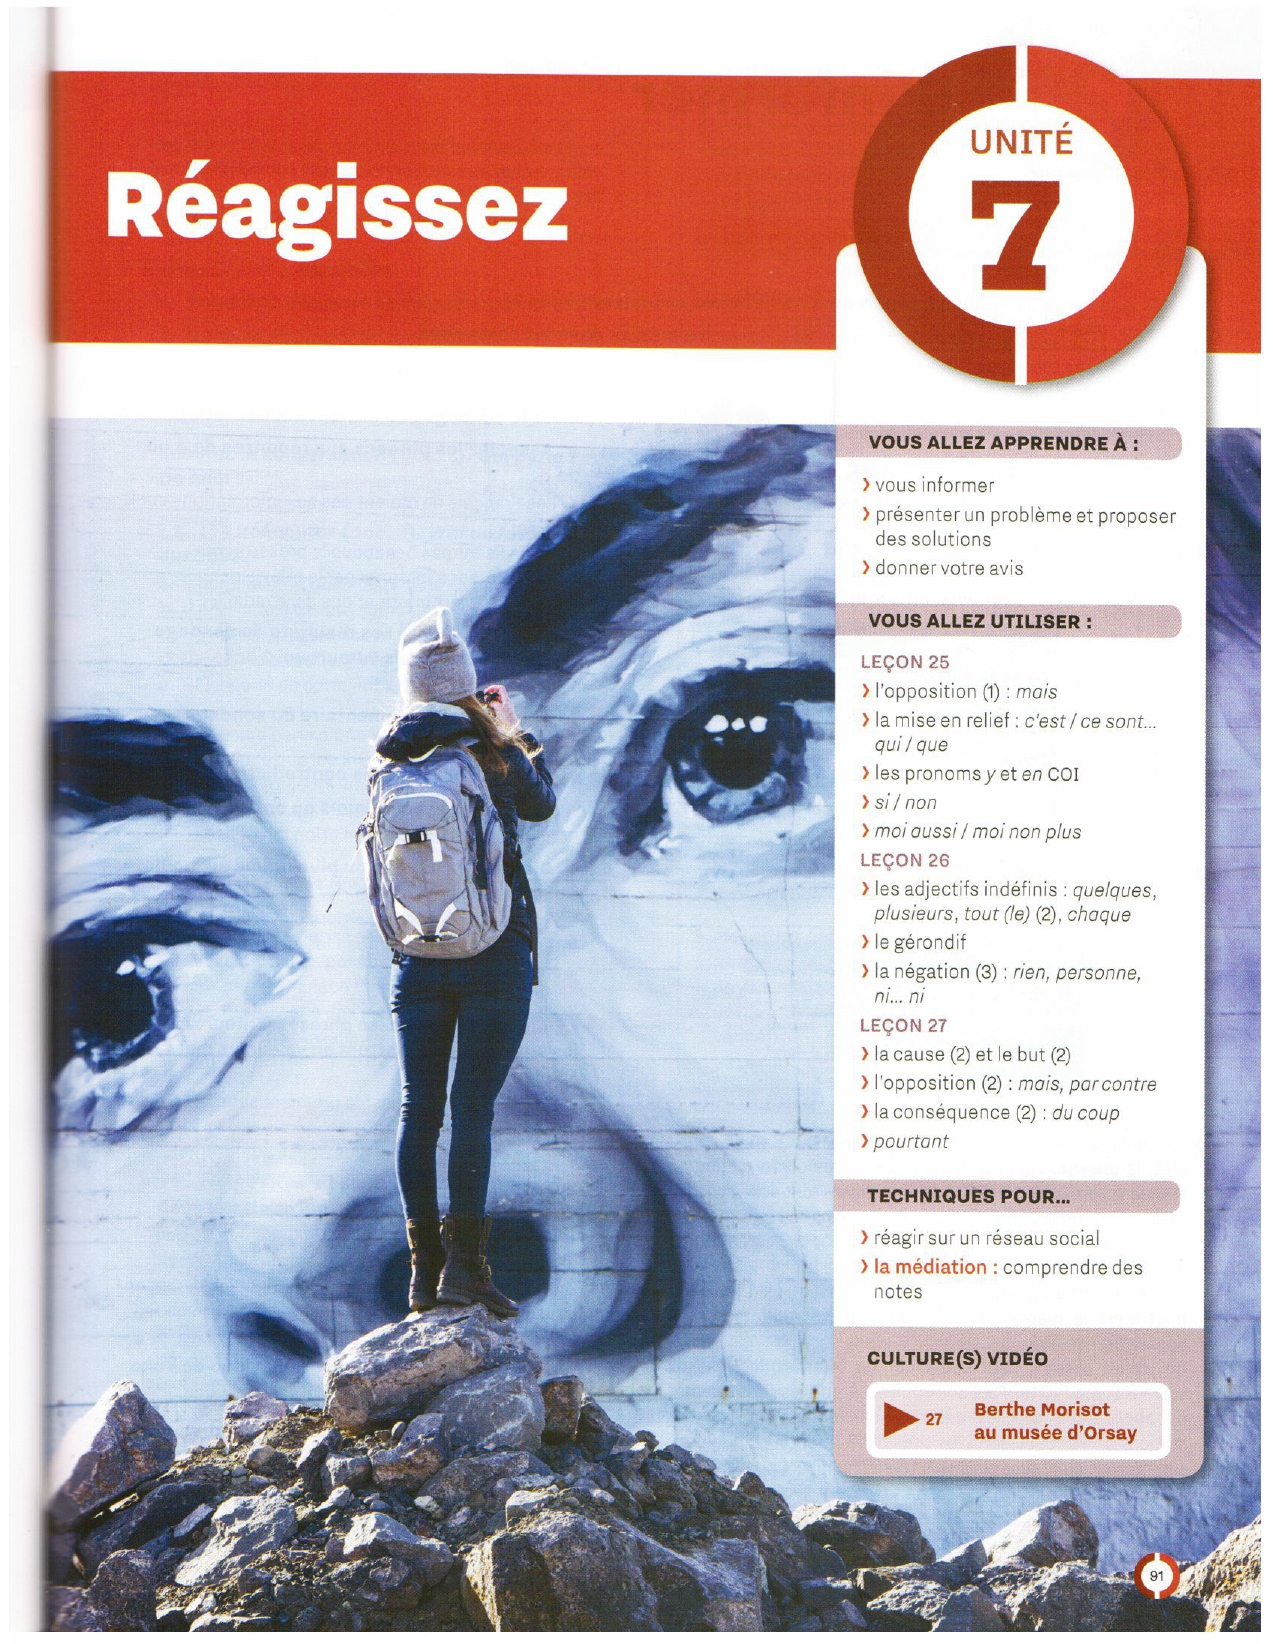 Réagissez
UNITÉ
7
VOUS ALLEZ APPRENDRE À :
❯ vous informer
❯ présenter un problème et proposer
des solutions
❯ donner votre avis
VOUS ALLEZ UTILISER :
LEÇON 25
❯ l'opposition (1) : mais
❯ la mise en relief : c'est / ce sont...
qui / que
❯ les pronoms y et en COI
❯ si / non
❯ moi aussi / moi non plus
LEÇON 26
❯ les adjectifs indéfinis : quelques,
plusieurs, tout (le) (2), chaque
❯ le gérondif
❯ la négation (3) : rien, personne,
ni... ni
LEÇON 27
❯ la cause (2) et le but (2)
❯ l'opposition (2) : mais, par contre
❯ la conséquence (2) : du coup
❯ pourtant
TECHNIQUES POUR...
❯ réagir sur un réseau social
❯ la médiation : comprendre des
notes
CULTURE(S) VIDÉO
27
Berthe Morisot
au musée d'Orsay
91